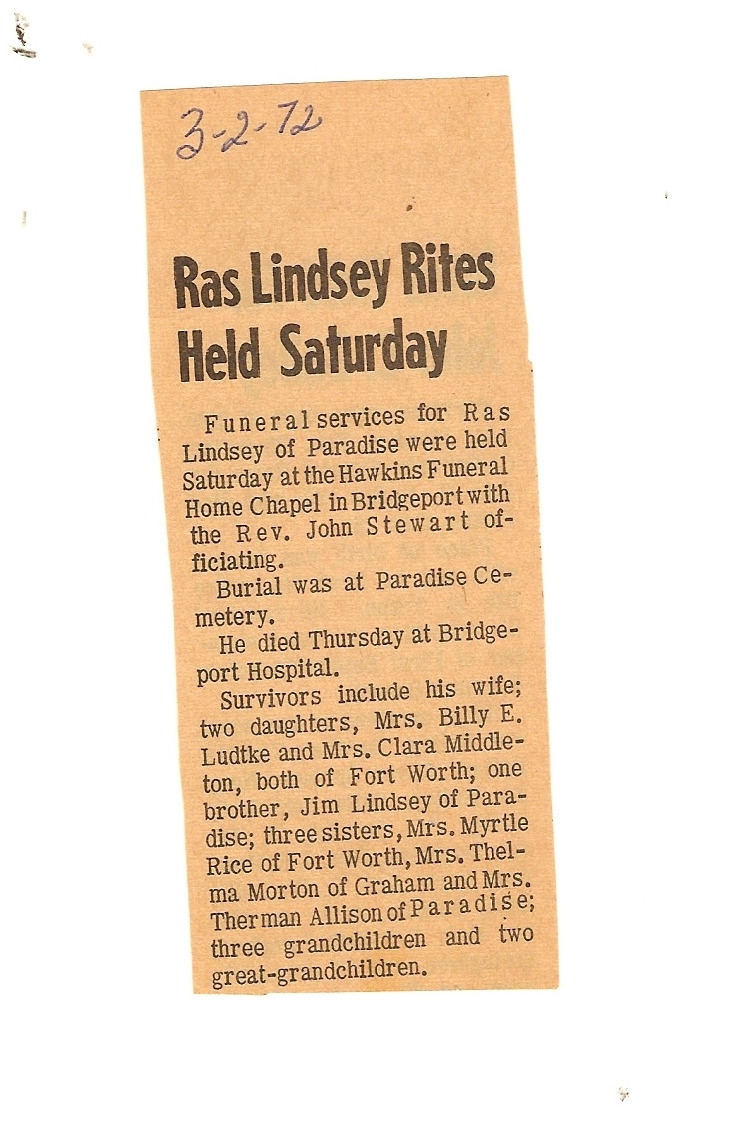 3-2-72
Ras Lindsey Rites
Held Saturday
Funeral services for Ras
Lindsey of Paradise were held
Saturday at the Hawkins Funeral
Home Chapel in Bridgeport with
the Rev. John Stewart of-
ficiating.
Burial was at Paradise Ce-
metery.
He died Thursday at Bridge-
port Hospital.
Survivors include his wife;
two daughters, Mrs. Billy E.
Ludtke and Mrs. Clara Middle-
ton, both of Fort Worth; one
brother, Jim Lindsey of Para-
dise; three sisters, Mrs. Myrtle
Rice of Fort Worth, Mrs. Thel-
ma Morton of Graham and Mrs.
Therman Allison of Paradise;
three grandchildren and two
great-grandchildren.